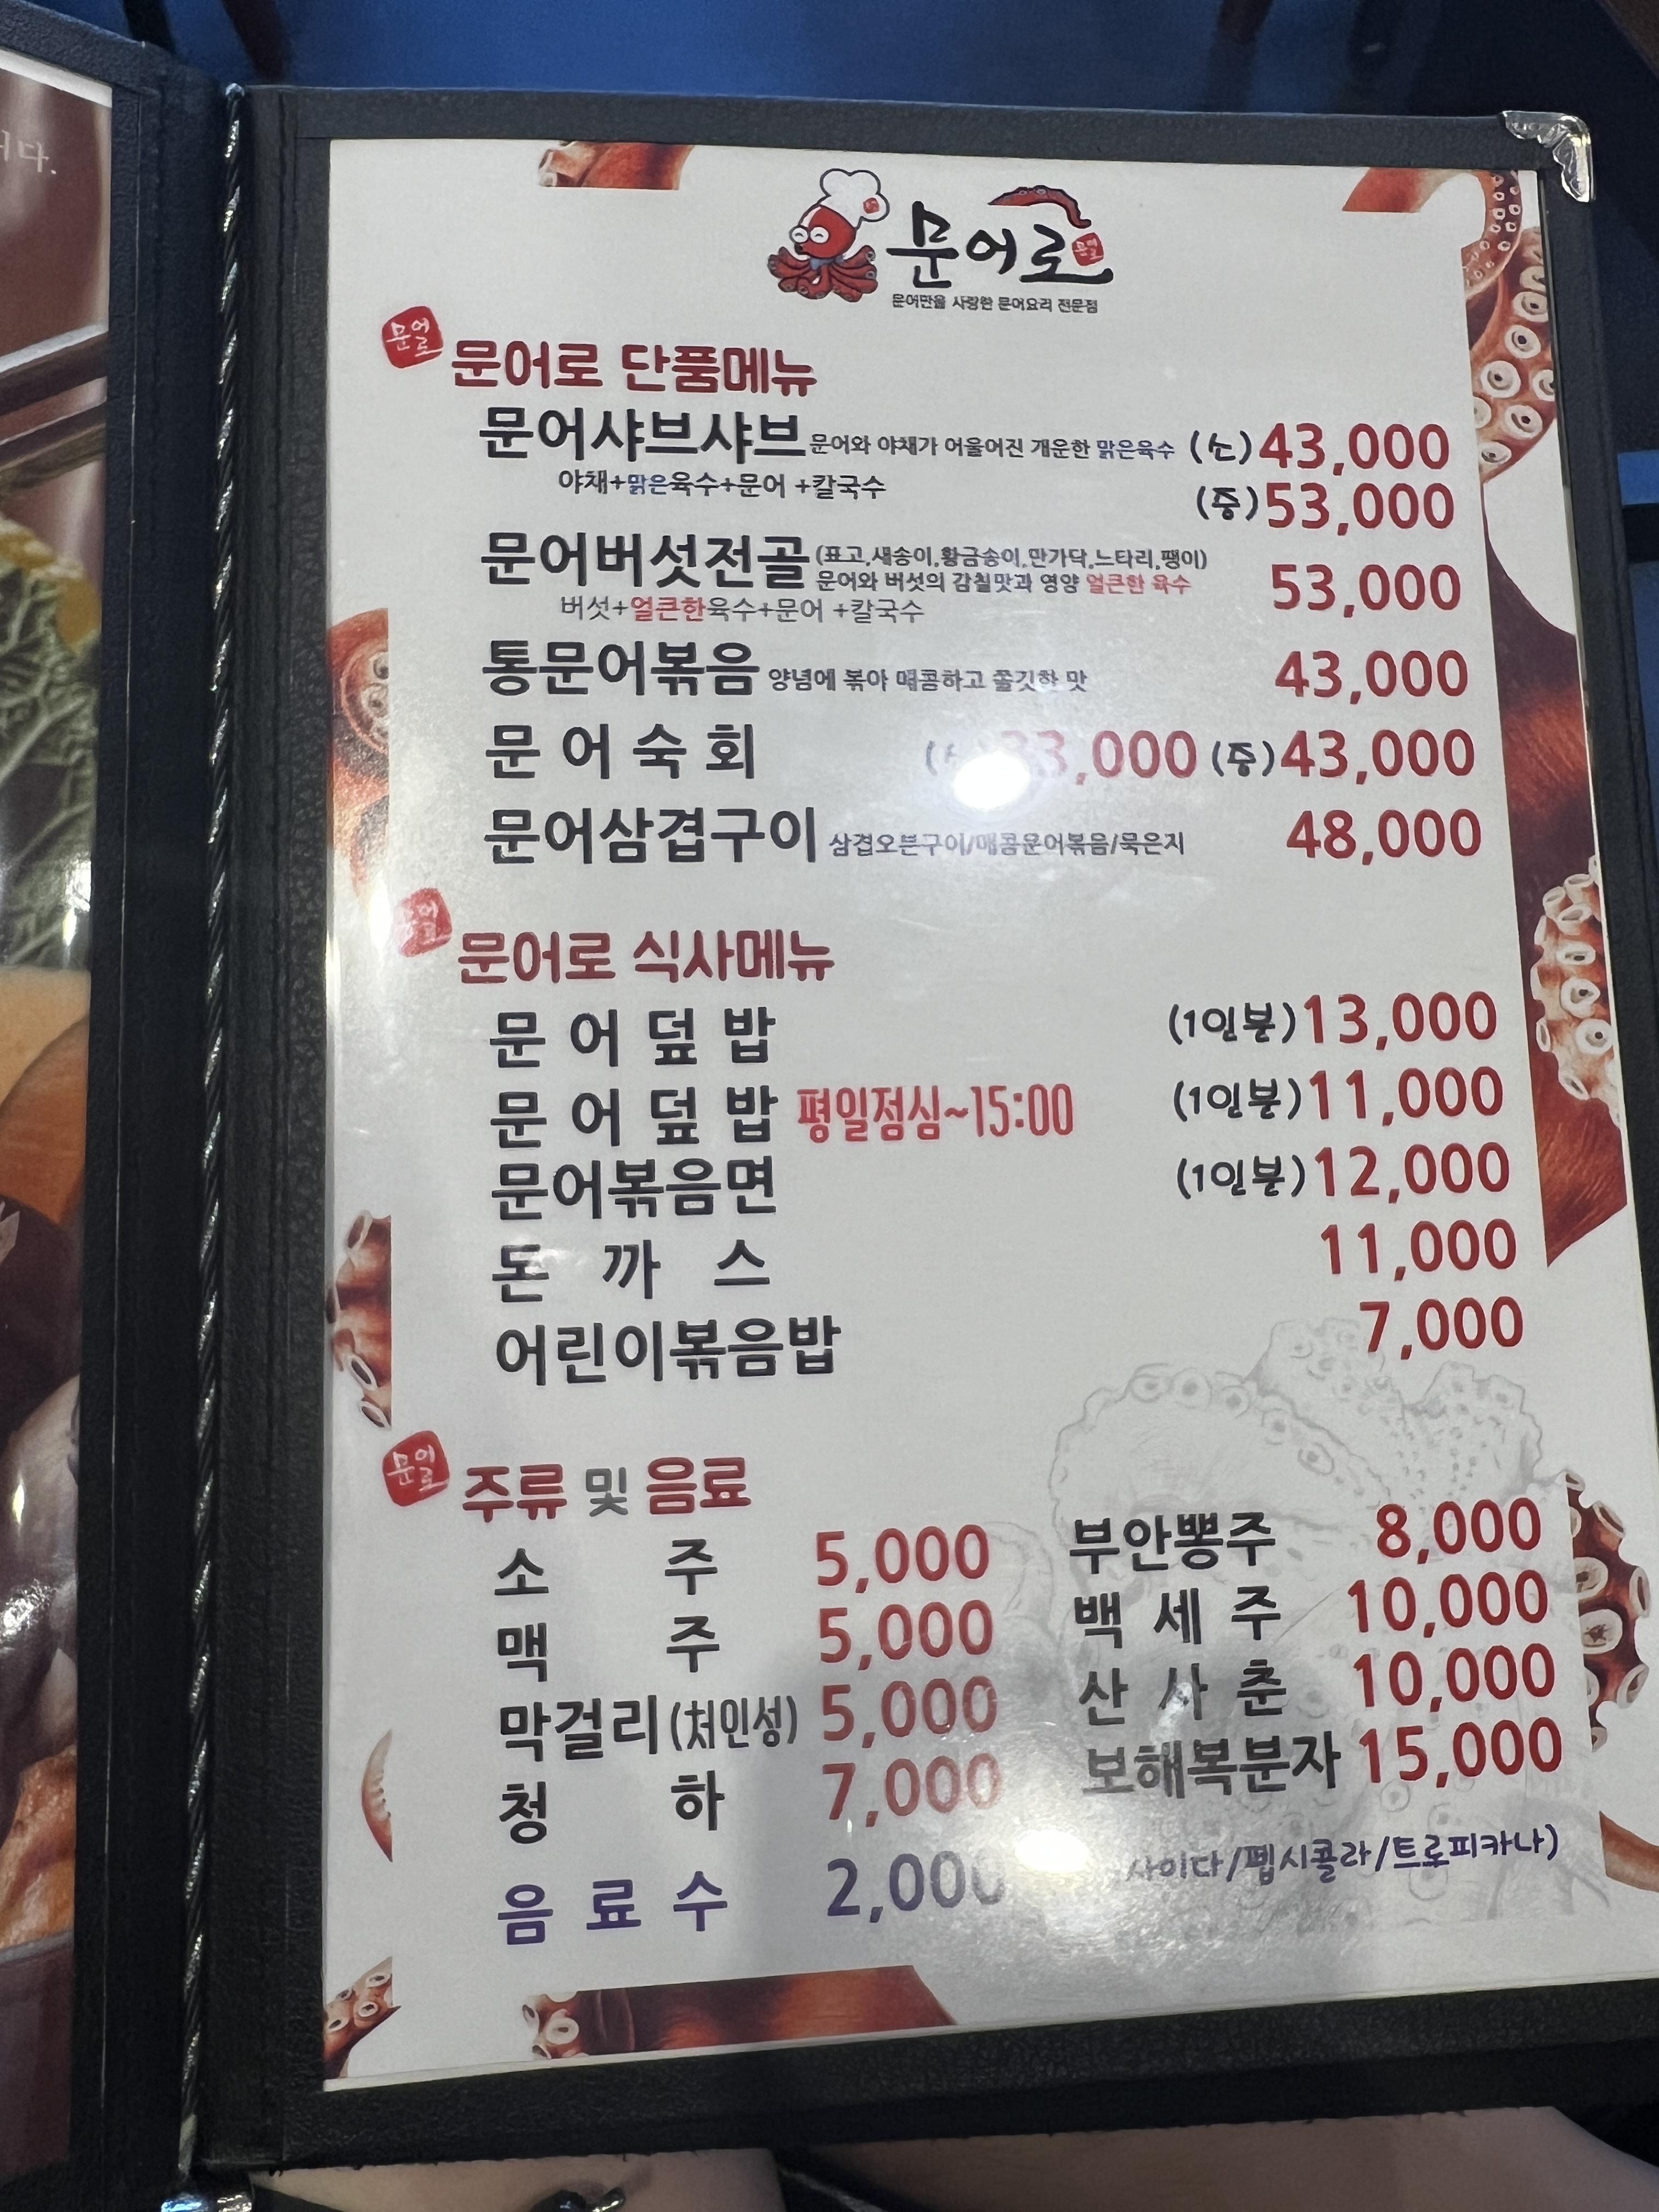 니다.
문어로
문어만을 사랑한 문어요리 전문점
문어로
문어로 단품메뉴
문어샤브샤브 문어와 야채가 어울어진 개운한 맑은육수 (소) 43,000
야채+맑은육수+문어 +칼국수 (중) 53,000
문어버섯전골 (표고,새송이,황금송이,만가닥,느타리,팽이)
문어와 버섯의 감칠맛과 영양 얼큰한 육수 53,000
버섯+얼큰한육수+문어 +칼국수
통문어볶음 양념에 볶아 매콤하고 쫄깃한 맛 43,000
문어숙회 33,000 (중) 43,000
문어삼겹구이 삼겹오븐구이/매콤문어볶음/묵은지 48,000
문어로
문어로 식사메뉴
문어덮밥 (1인분) 13,000
문어덮밥 평일점심~15:00 (1인분) 11,000
문어볶음면 (1인분) 12,000
돈까스 11,000
어린이볶음밥 7,000
문어로
주류 및 음료
소주 5,000 부안뽕주 8,000
맥주 5,000 백세주 10,000
막걸리(처인성) 5,000 산사춘 10,000
청하 7,000 보해복분자 15,000
음료수 2,000 사이다/펩시콜라/트로피카나)